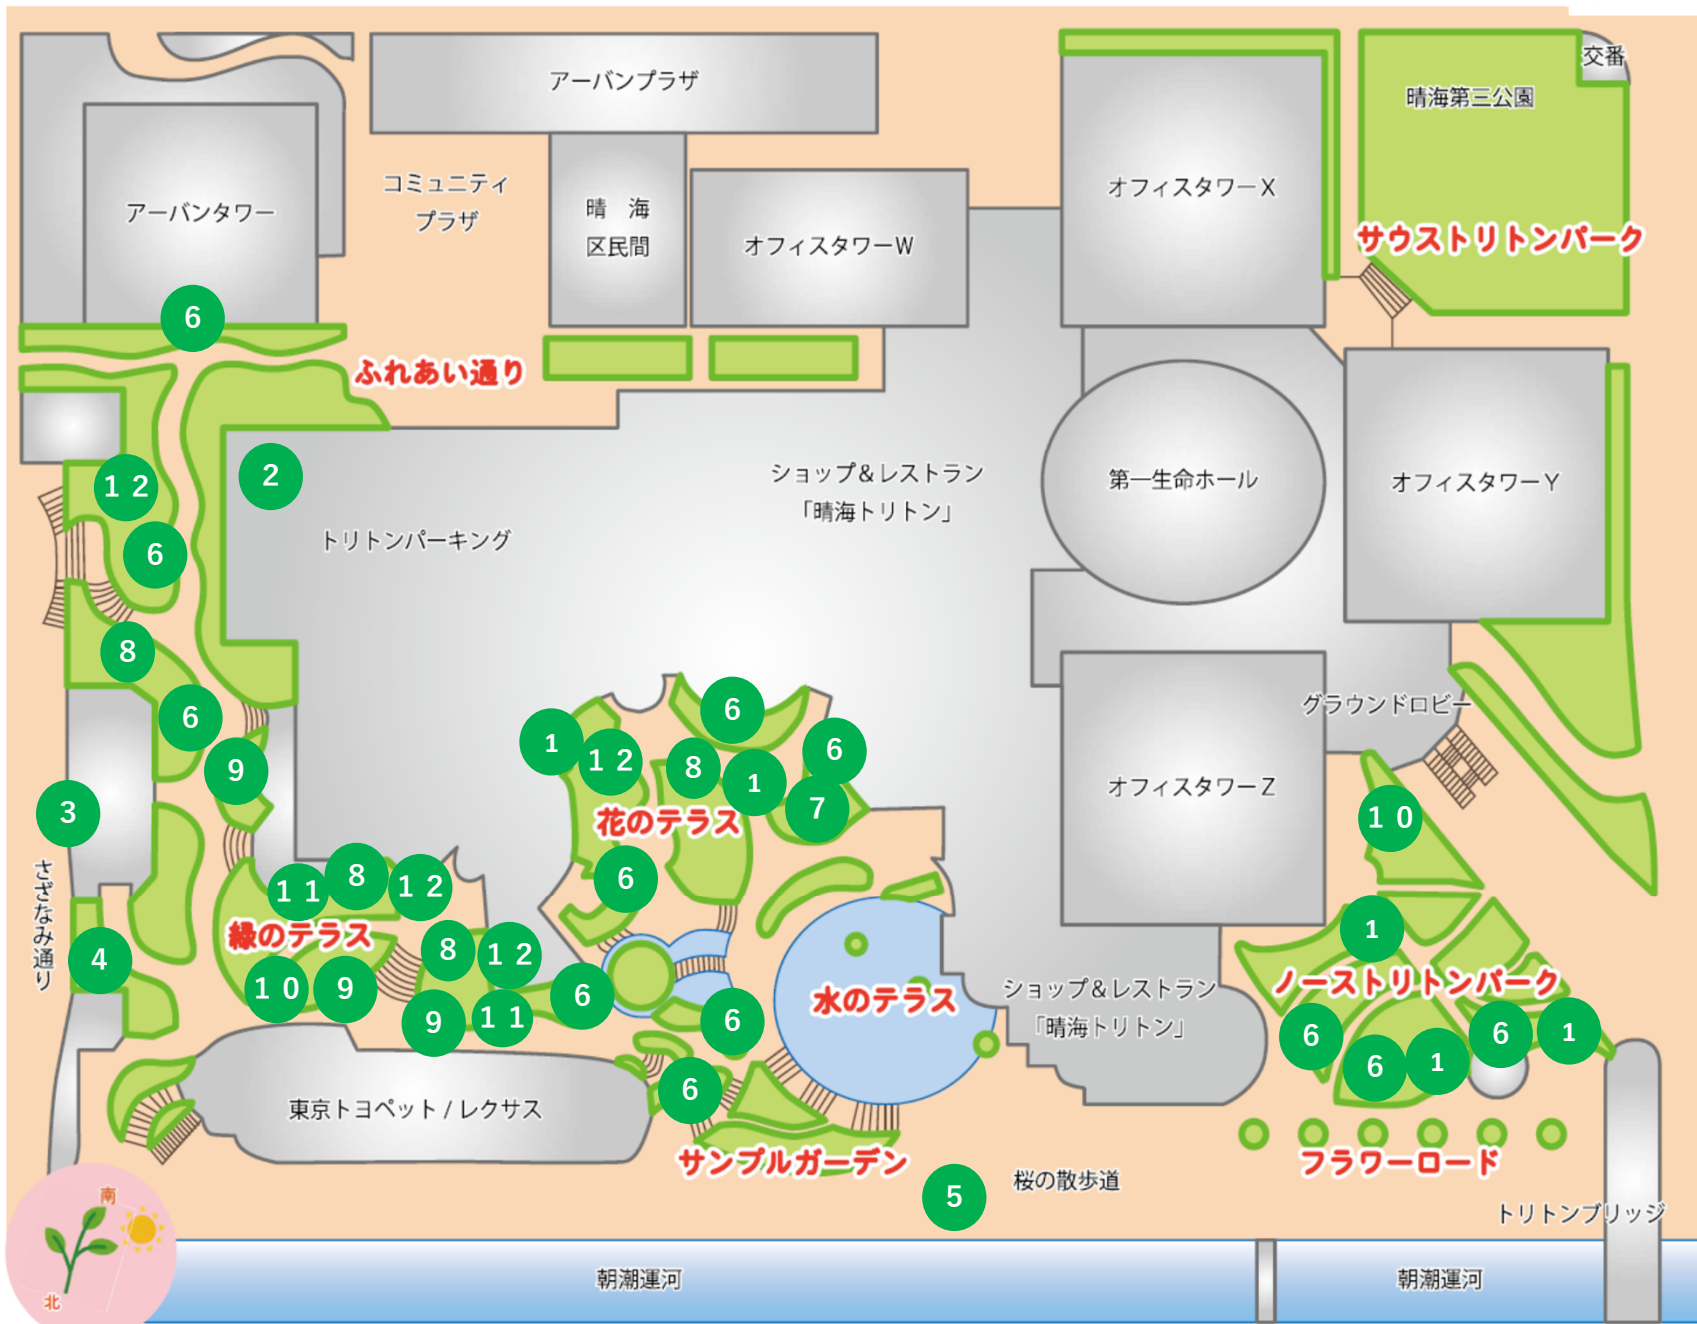 アーバンプラザ
交番
晴海第三公園
コミュニティ
プラザ
アーバンタワー
晴　海
区民間
オフィスタワーW
オフィスタワーX
サウストリトンパーク
6
ふれあい通り
2
1 2
6
トリトンパーキング
ショップ&レストラン
「晴海トリトン」
第一生命ホール
オフィスタワーY
8
6
9
3
さざなみ通り
4
1
1 2
6
8
1
6
7
花のテラス
6
オフィスタワーZ
グラウンドロビー
1 0
1 1
8
1 2
緑のテラス
1 0
9
8
1 2
9
1 1
6
6
水のテラス
ショップ&レストラン
「晴海トリトン」
1
ノーストリトンパーク
6
6
1
6
1
東京トヨペット / レクサス
6
サンプルガーデン
5
桜の散歩道
フラワーロード
トリトンブリッジ
南
北
朝潮運河
朝潮運河